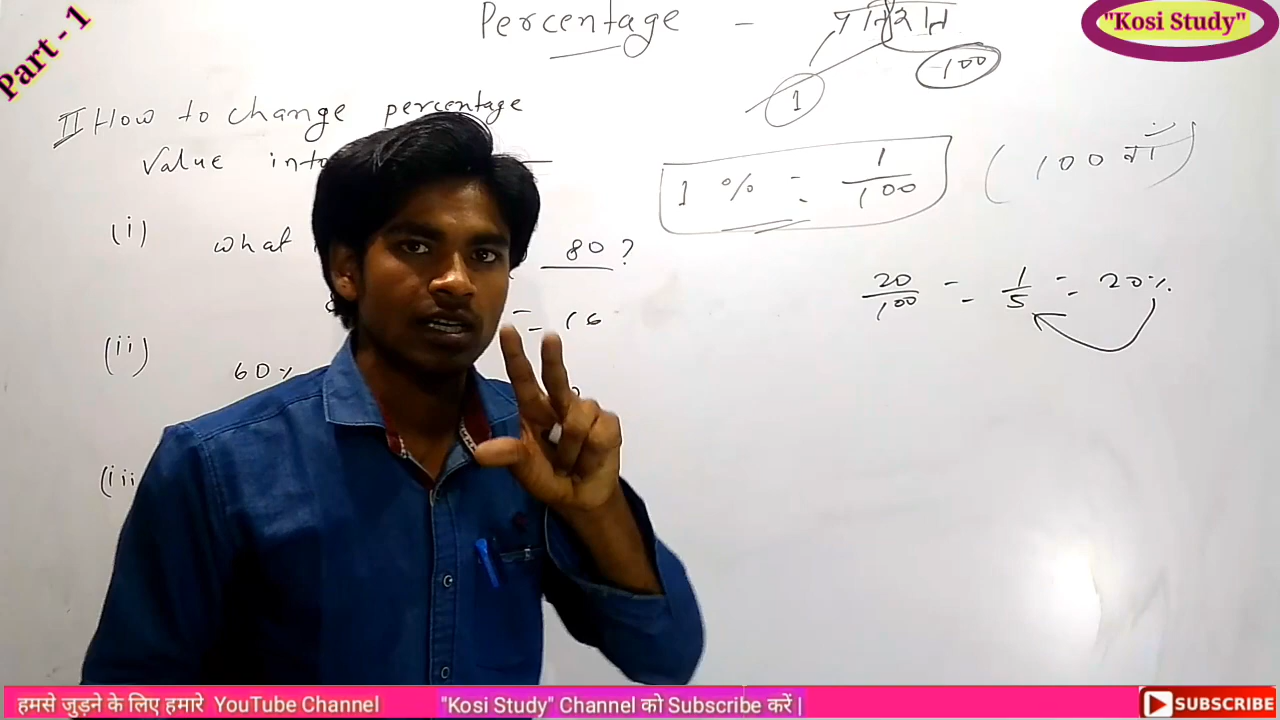 Part - 1
Percentage - प्रतिशत
"Kosi Study"
100
1
II How to change percentage
value into
1 % = 1/100 (100 वाँ)
(i) what 80 ?
20/100 = 1/5 = 20%
= 16
(ii) 60%
(iii
हमसे जुड़ने के लिए हमारे YouTube Channel "Kosi Study" Channel को Subscribe करें |
SUBSCRIBE